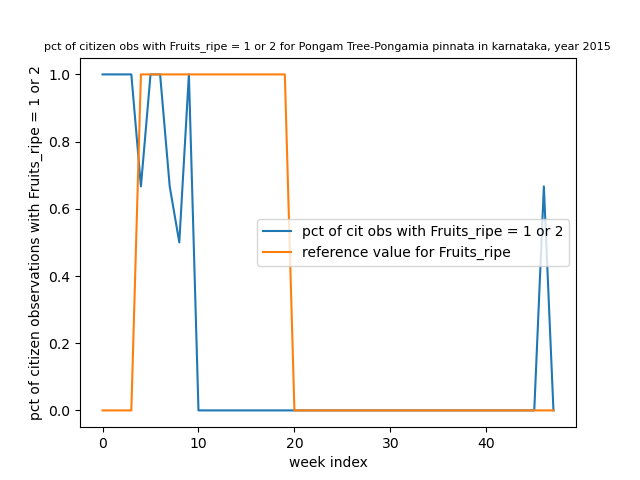 pct of citizen obs with Fruits_ripe = 1 or 2 for Pongam Tree-Pongamia pinnata in karnataka, year 2015
pct of citizen observations with Fruits_ripe = 1 or 2
1.0
0.8
0.6
0.4
0.2
0.0
pct of cit obs with Fruits_ripe = 1 or 2
reference value for Fruits_ripe
0
10
20
30
40
week index